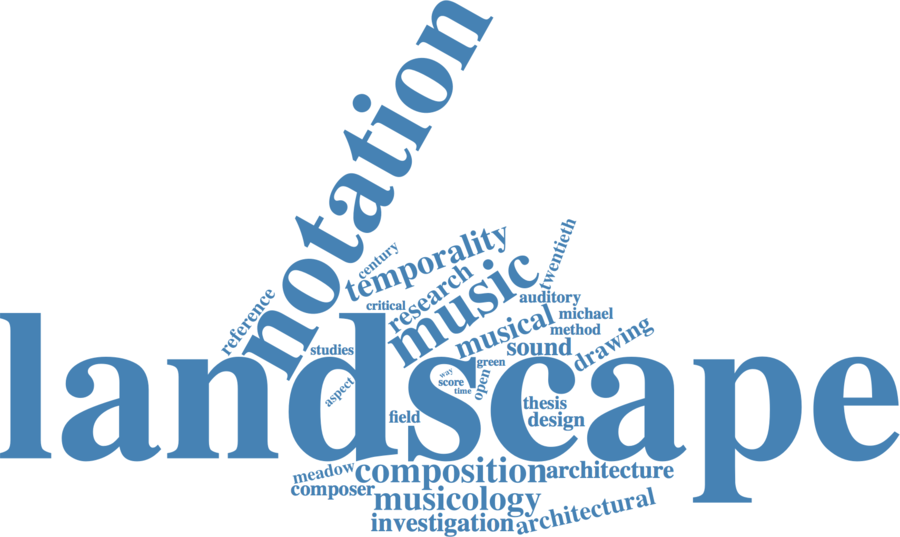 notation
century
temporality
twentieth
reference
critical
research
music
auditory
michael
musical
method
landscape
studies
sound
drawing
green
way
score
time
open
aspect
field
thesis
design
meadow
composition
architecture
composer
musicology
investigation
architectural